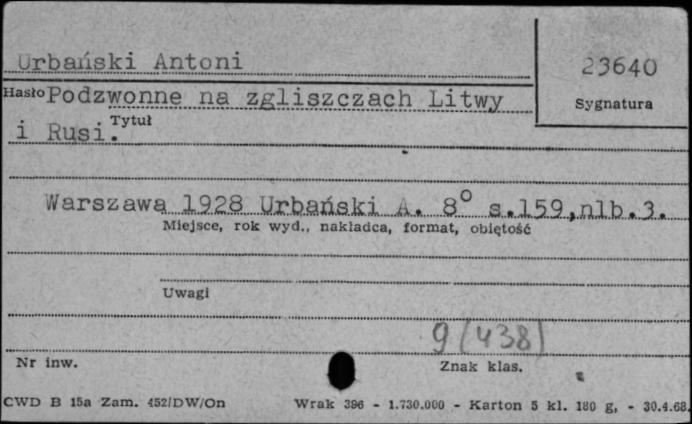 Urbański Antoni
23640
Hasło Podzwonne na zgliszczach Litwy
Sygnatura
i Rusi.
Tytuł
Warszawa 1928 Urbański A. 8° s.159,nlb.3.
Miejsce, rok wyd., nakładca, format, objętość
Uwagi
9(438)
Nr inw.
Znak klas.
CWD B 15a Zam. 452/DW/On
Wrak 396 - 1.730.000 - Karton 5 kl. 180 g, - 30.4.68.